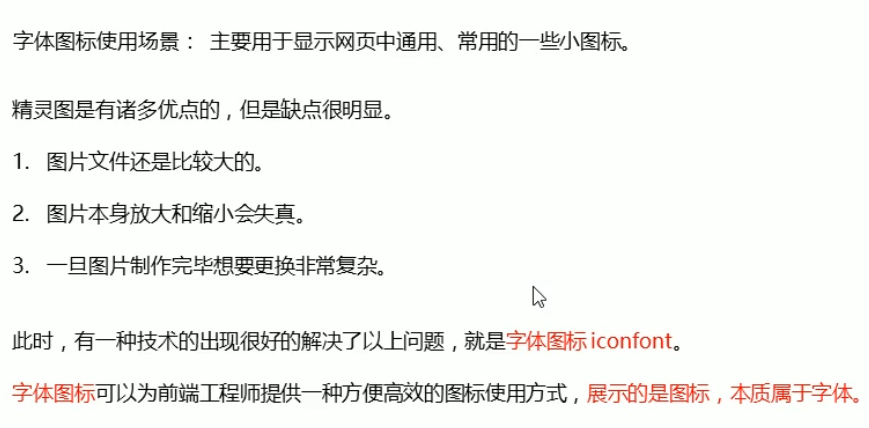 字体图标使用场景： 主要用于显示网页中通用、常用的一些小图标。
精灵图是有诸多优点的，但是缺点很明显。
1. 图片文件还是比较大的。
2. 图片本身放大和缩小会失真。
3. 一旦图片制作完毕想要更换非常复杂。
此时，有一种技术的出现很好的解决了以上问题，就是字体图标 iconfont。
字体图标可以为前端工程师提供一种方便高效的图标使用方式，展示的是图标，本质属于字体。